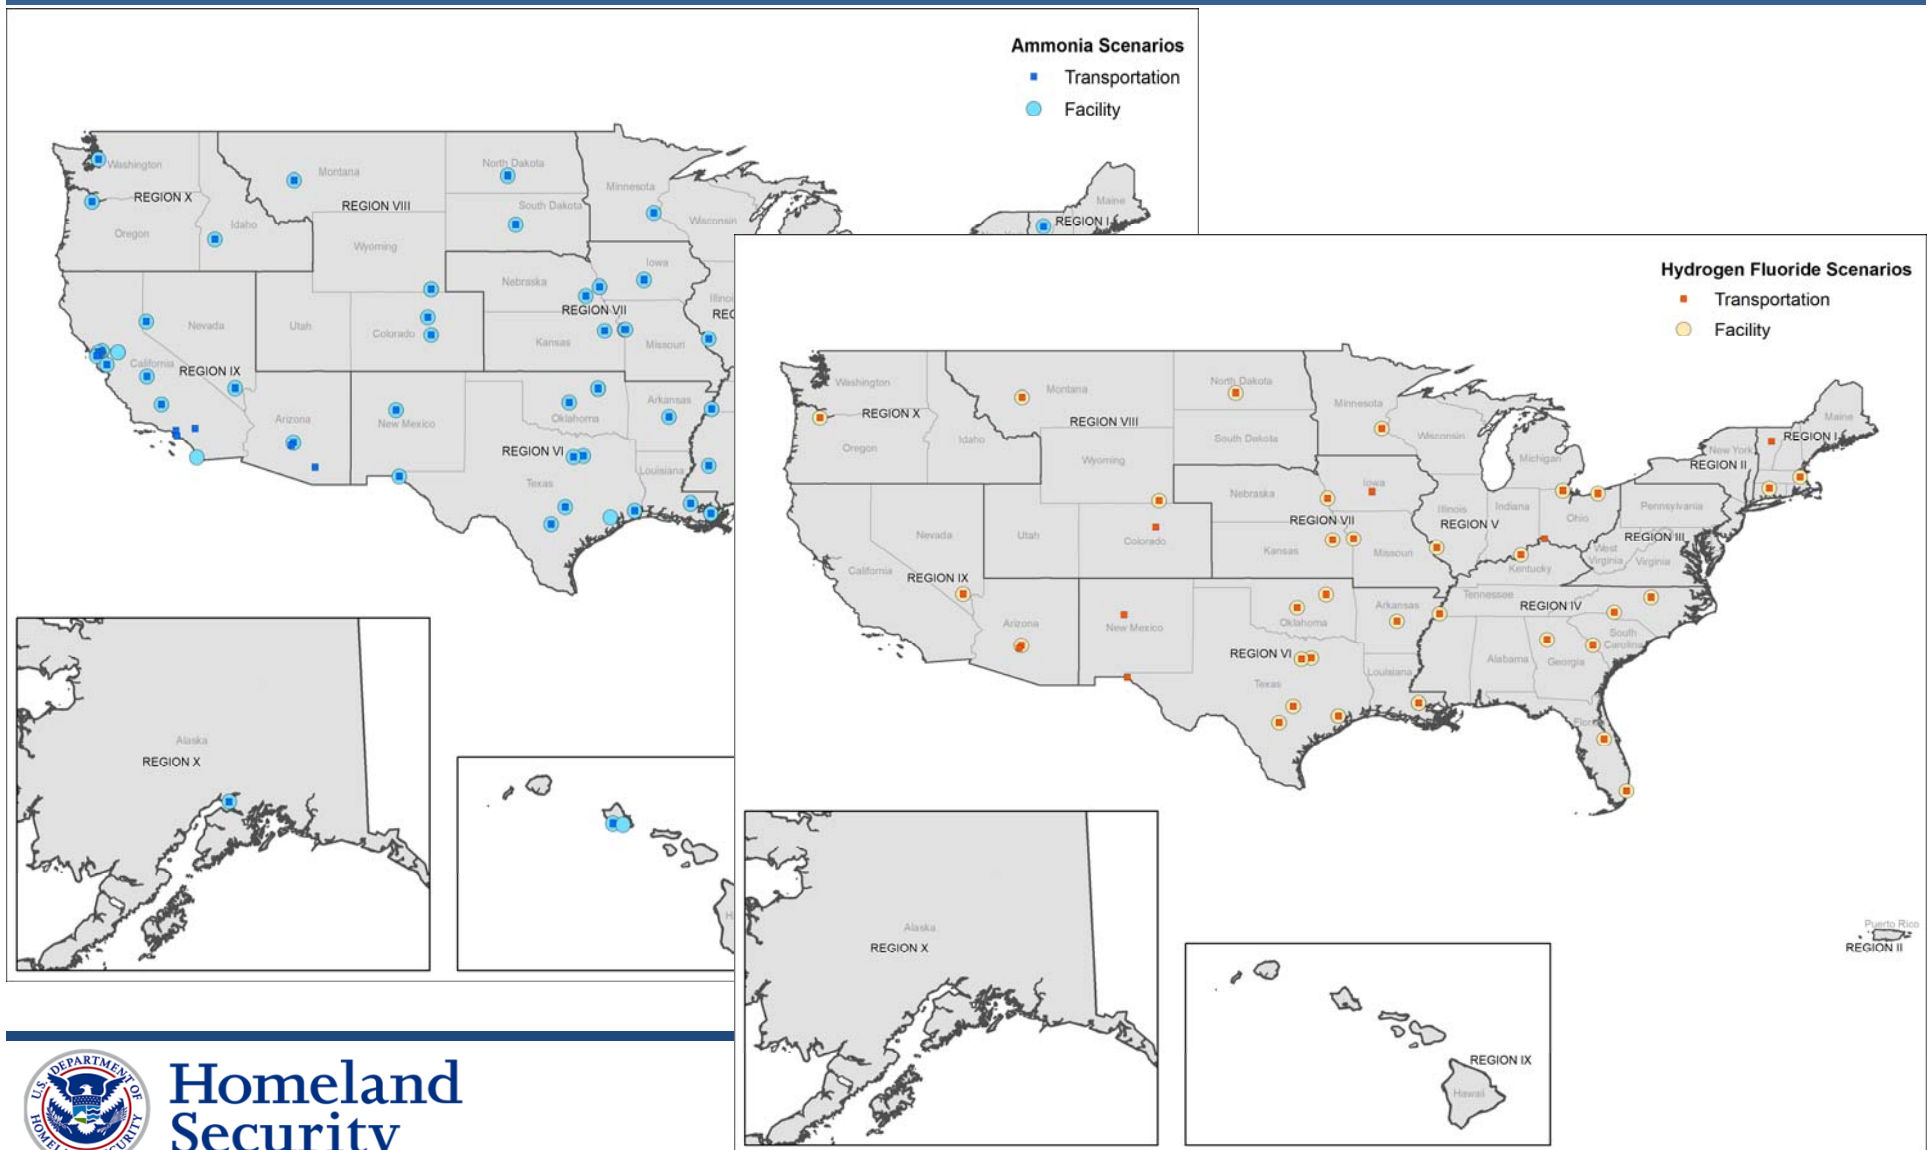 Ammonia Scenarios
Transportation
Facility
Washington
Montana
North Dakota
Minnesota
Maine
REGION X
REGION VIII
South Dakota
Wisconsin
REGION I
Oregon
Idaho
Wyoming
Iowa
Nebraska
REGION VII
Nevada
Utah
Colorado
Kansas
Missouri
California
REGION IX
Arizona
New Mexico
Oklahoma
Arkansas
REGION VI
Texas
Louisiana
Alaska
REGION X
Hydrogen Fluoride Scenarios
Transportation
Facility
Washington
Montana
North Dakota
Minnesota
Maine
REGION X
REGION VIII
South Dakota
Wisconsin
REGION I
Oregon
Idaho
Wyoming
Michigan
New York
REGION II
Iowa
Nebraska
REGION VII
Illinois
Indiana
Ohio
Pennsylvania
REGION V
REGION III
Nevada
Utah
Colorado
Kansas
Missouri
West
Virginia
Virginia
Kentucky
California
REGION IX
Tennessee
REGION IV
Arizona
New Mexico
Oklahoma
Arkansas
South
Carolina
REGION VI
Texas
Louisiana
Alabama
Georgia
Alaska
REGION X
Puerto Rico
REGION II
REGION IX
Hawaii
U.S. DEPARTMENT OF
Homeland
Security